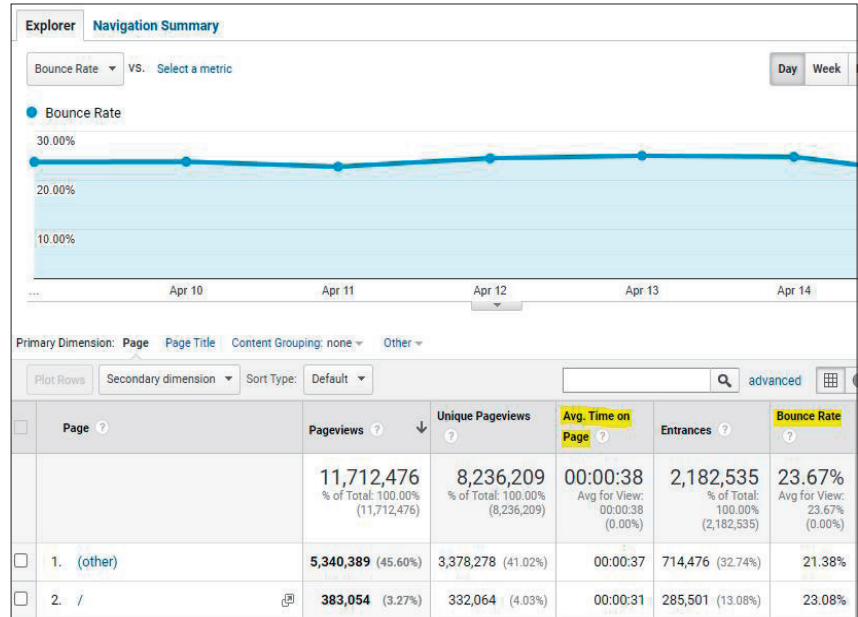 Explorer Navigation Summary
Bounce Rate VS. Select a metric Day Week
Bounce Rate
30.00%
20.00%
10.00%
... Apr 10 Apr 11 Apr 12 Apr 13 Apr 14
Primary Dimension: Page Page Title Content Grouping: none Other
Plot Rows Secondary dimension Sort Type: Default advanced
Page ? Pageviews ? Unique Pageviews ? Avg. Time on Page ? Entrances ? Bounce Rate ?
11,712,476 8,236,209 00:00:38 2,182,535 23.67%
% of Total: 100.00% (11,712,476) % of Total: 100.00% (8,236,209) Avg for View: 00:00:38 (0.00%) % of Total: 100.00% (2,182,535) Avg for View: 23.67% (0.00%)
1. (other) 5,340,389 (45.60%) 3,378,278 (41.02%) 00:00:37 714,476 (32.74%) 21.38%
2. / 383,054 (3.27%) 332,064 (4.03%) 00:00:31 285,501 (13.08%) 23.08%